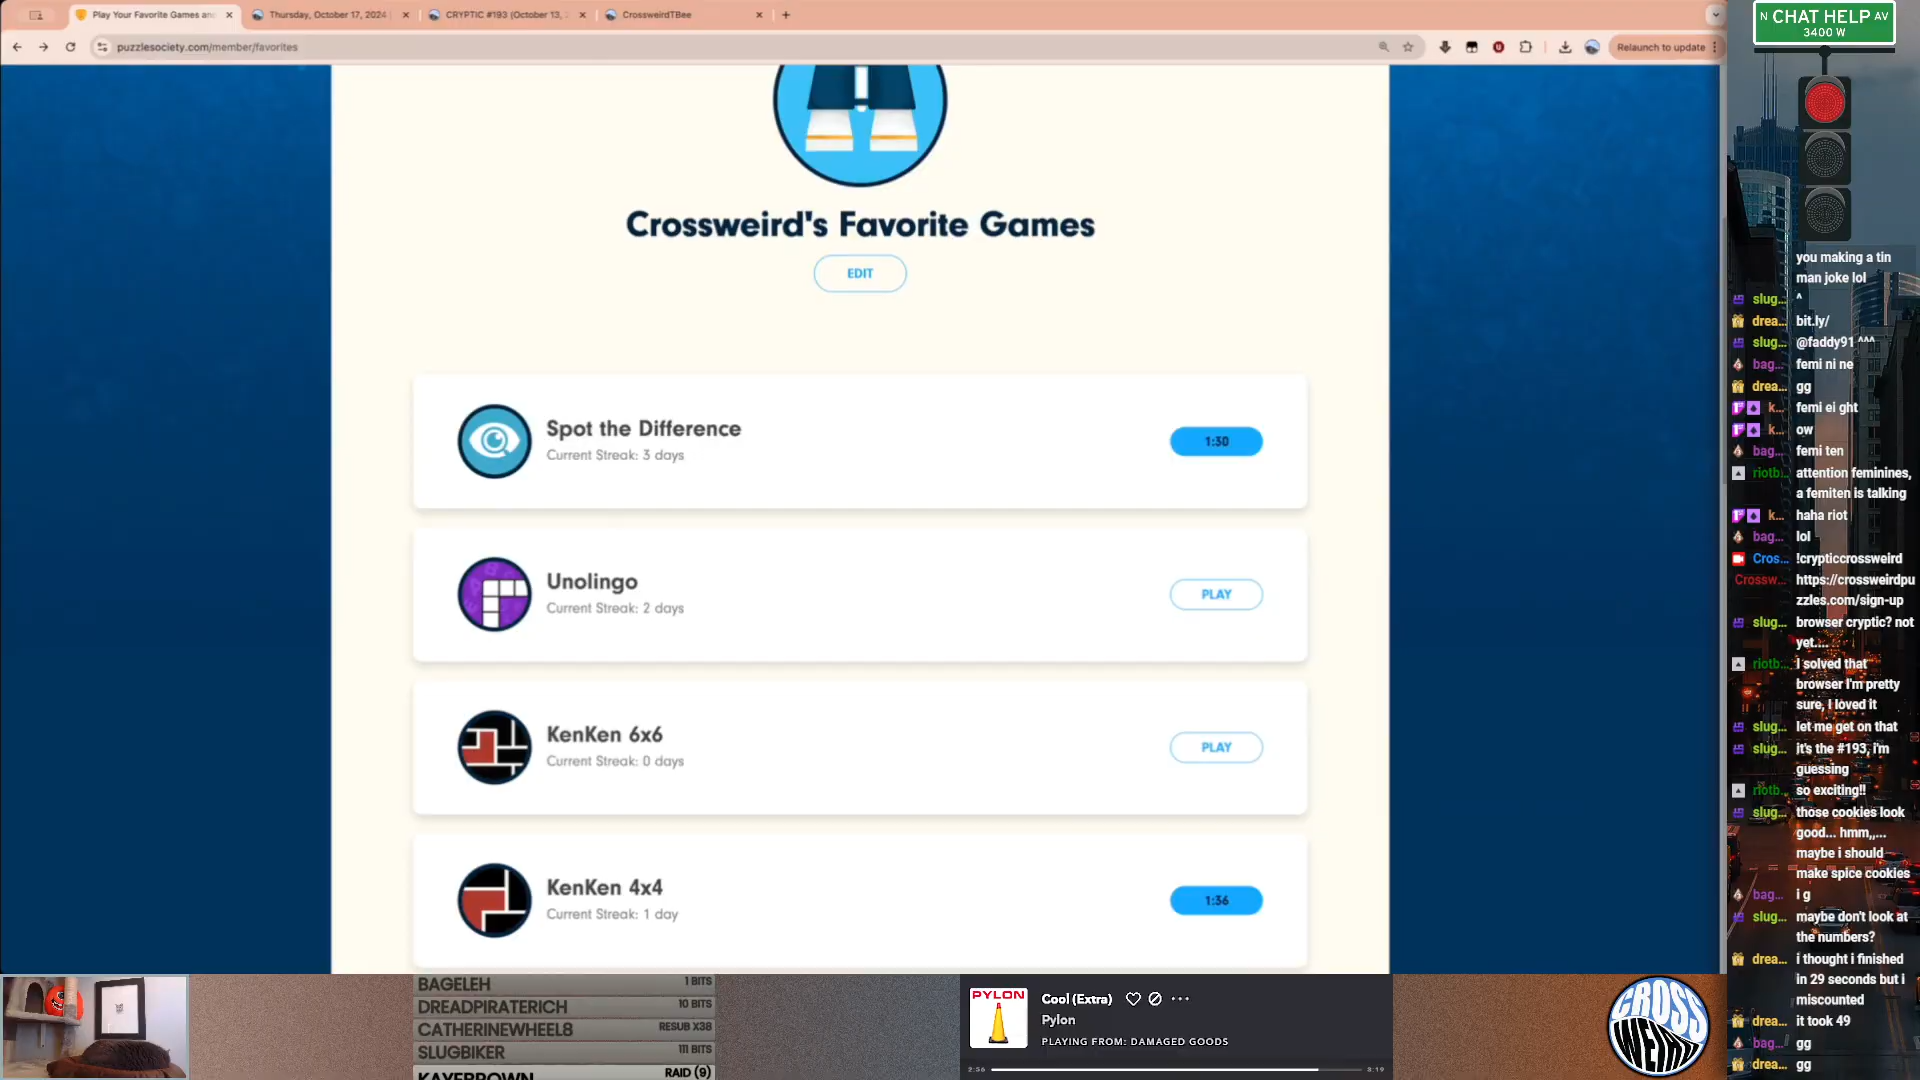 Play Your Favorite Games an
Thursday, October 17, 2024
CRYPTIC #193 (October 13, 2
CrossweirdTBee
puzzlesociety.com/member/favorites
Relaunch to update
Crossweird's Favorite Games
EDIT
Spot the Difference
Current Streak: 3 days
1:30
Unolingo
Current Streak: 2 days
PLAY
KenKen 6x6
Current Streak: 0 days
PLAY
KenKen 4x4
Current Streak: 1 day
1:36
N CHAT HELP AV
3400 W
you making a tin
man joke lol
slug... ^
drea... bit.ly/
slug... @faddy91 ^^^
bag... femi ni ne
drea... gg
k... femi ei ght
k... ow
bag... femi ten
riotb... attention feminines,
a femiten is talking
k... haha riot
bag... lol
Cros... !crypticcrossweird
Crossw... https://crossweirdpu
zzles.com/sign-up
slug... browser cryptic? not
yet....
riotb... I solved that
browser I'm pretty
sure, I loved it
slug... let me get on that
slug... it's the #193, i'm
guessing
riotb... so exciting!!
slug... those cookies look
good... hmm,,...
maybe i should
make spice cookies
bag... i g
slug... maybe don't look at
the numbers?
drea... i thought i finished
in 29 seconds but i
miscounted
drea... it took 49
bag... gg
drea... gg
BAGELEH 1 BITS
DREADPIRATERICH 10 BITS
CATHERINEWHEEL8 RESUB X38
SLUGBIKER 111 BITS
KAYEBROWN RAID (9)
PYLON
Cool (Extra)
Pylon
PLAYING FROM: DAMAGED GOODS
2:56
3:19
CROSS
WEIRD